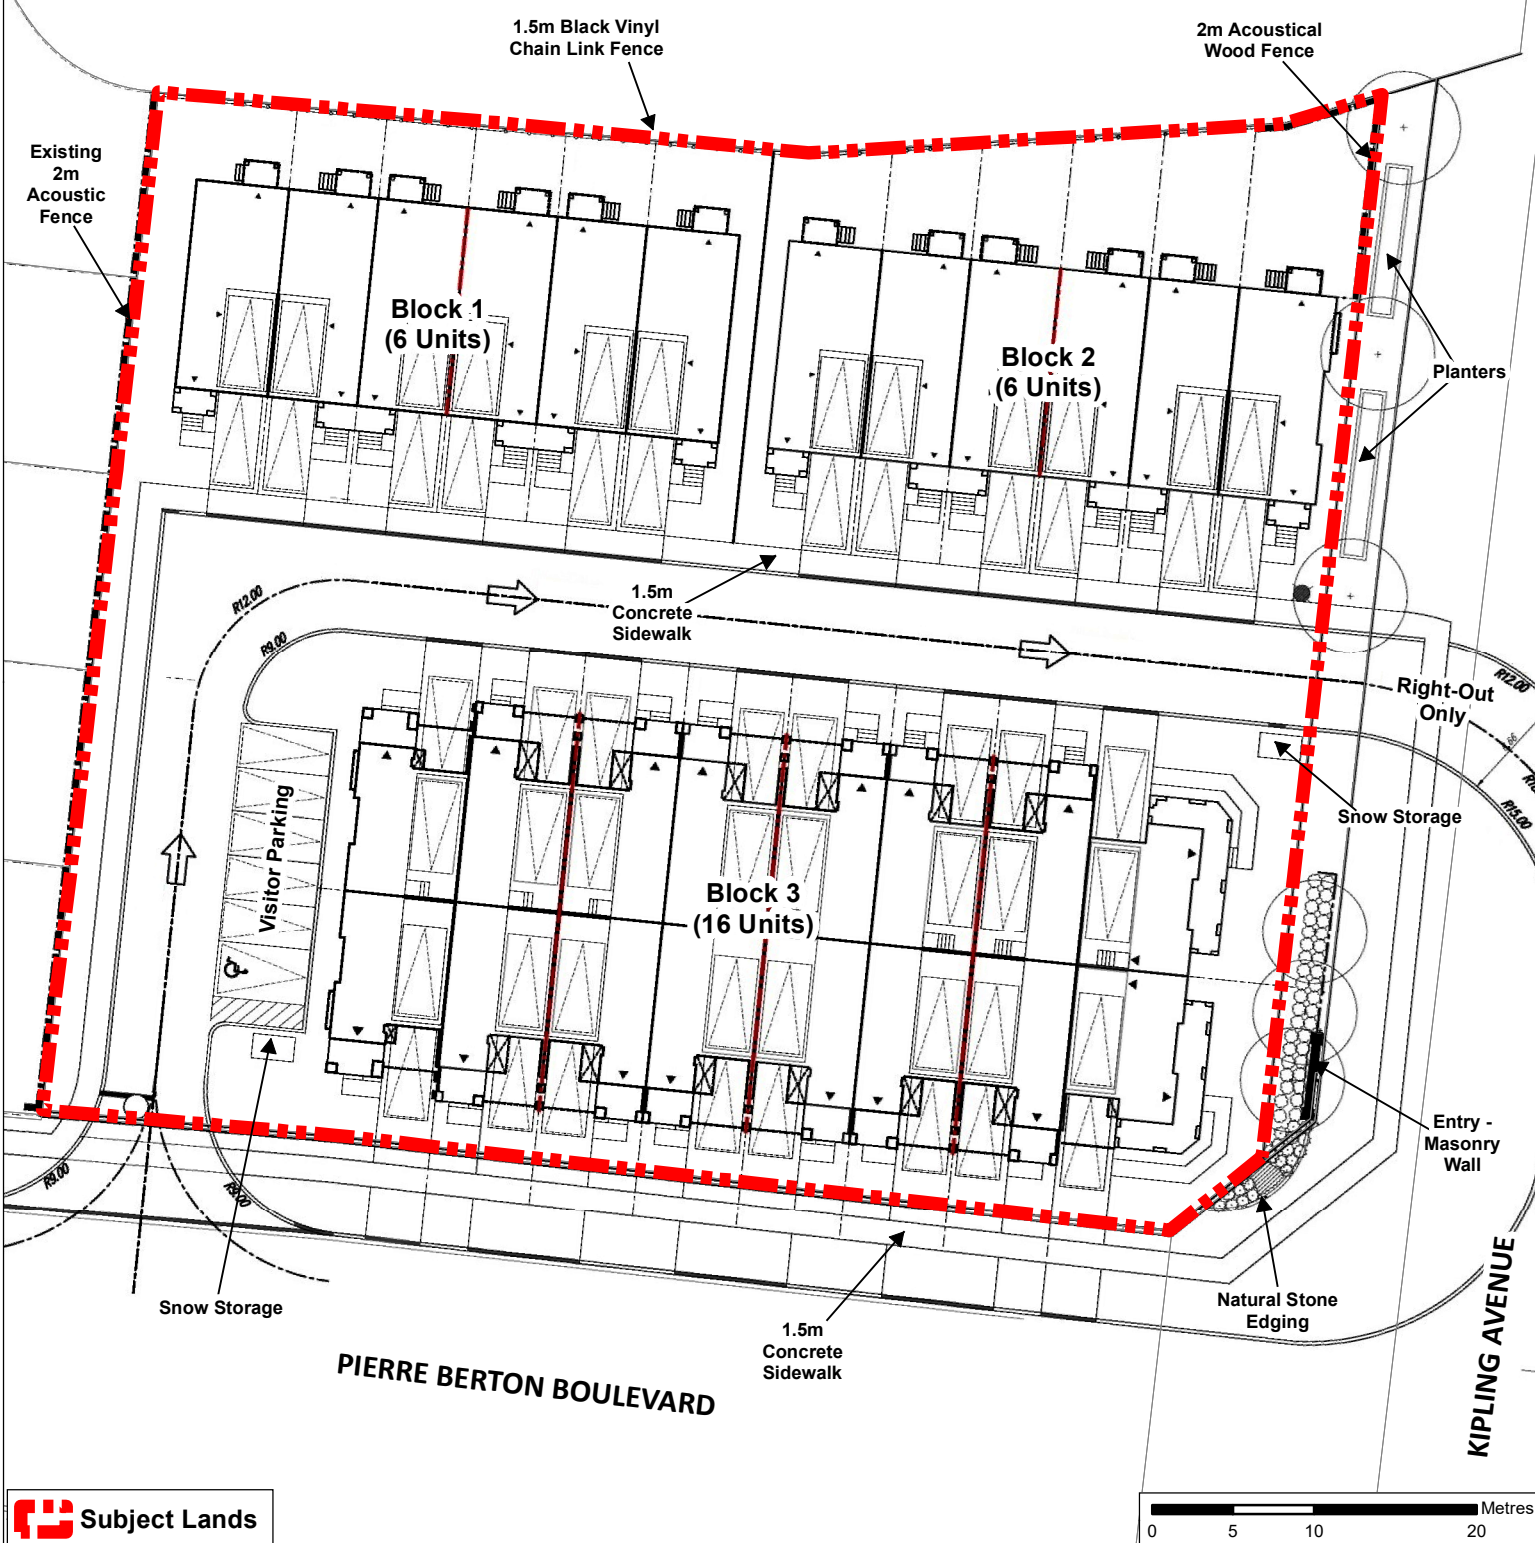 1.5m Black Vinyl
Chain Link Fence
2m Acoustical
Wood Fence
Existing
2m
Acoustic
Fence
Block 1
(6 Units)
Block 2
(6 Units)
Planters
1.5m
Concrete
Sidewalk
R12.00
R9.00
R12.00
Right-Out
Only
Snow Storage
R15.00
Visitor Parking
Block 3
(16 Units)
Entry -
Masonry
Wall
R9.00
R9.00
Snow Storage
1.5m
Concrete
Sidewalk
Natural Stone
Edging
PIERRE BERTON BOULEVARD
KIPLING AVENUE
Subject Lands
Metres
0 5 10 20